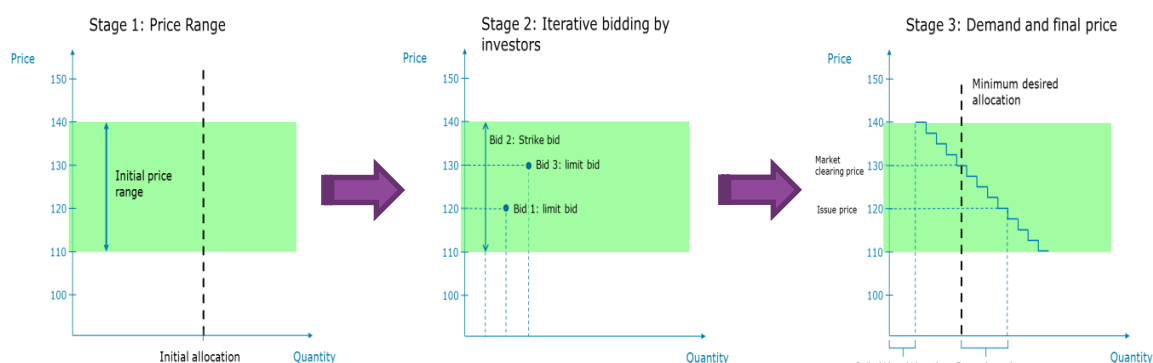 Stage 1: Price Range
Price
150
140
130
120
110
100
Initial price
range
Initial allocation
Quantity
Stage 2: Iterative bidding by
investors
Price
150
140
130
120
110
100
Bid 2: Strike bid
Bid 3: limit bid
Bid 1: limit bid
Quantity
Stage 3: Demand and final price
Price
150
140
130
120
110
100
Minimum desired
allocation
Market
clearing price
Issue price
Quantity